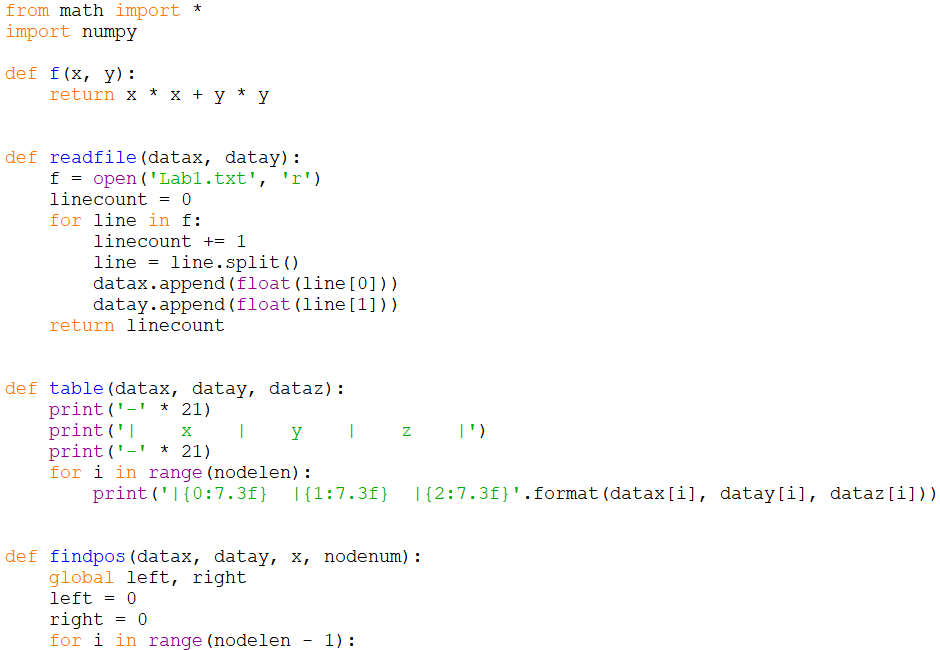 from math import *
import numpy

def f(x, y):
    return x * x + y * y


def readfile(datax, datay):
    f = open('Lab1.txt', 'r')
    linecount = 0
    for line in f:
        linecount += 1
        line = line.split()
        datax.append(float(line[0]))
        datay.append(float(line[1]))
    return linecount


def table(datax, datay, dataz):
    print('-' * 21)
    print('|    x    |    y    |    z    |')
    print('-' * 21)
    for i in range(nodelen):
        print('|{0:7.3f}  |{1:7.3f}  |{2:7.3f}'.format(datax[i], datay[i], dataz[i]))


def findpos(datax, datay, x, nodenum):
    global left, right
    left = 0
    right = 0
    for i in range(nodelen - 1):